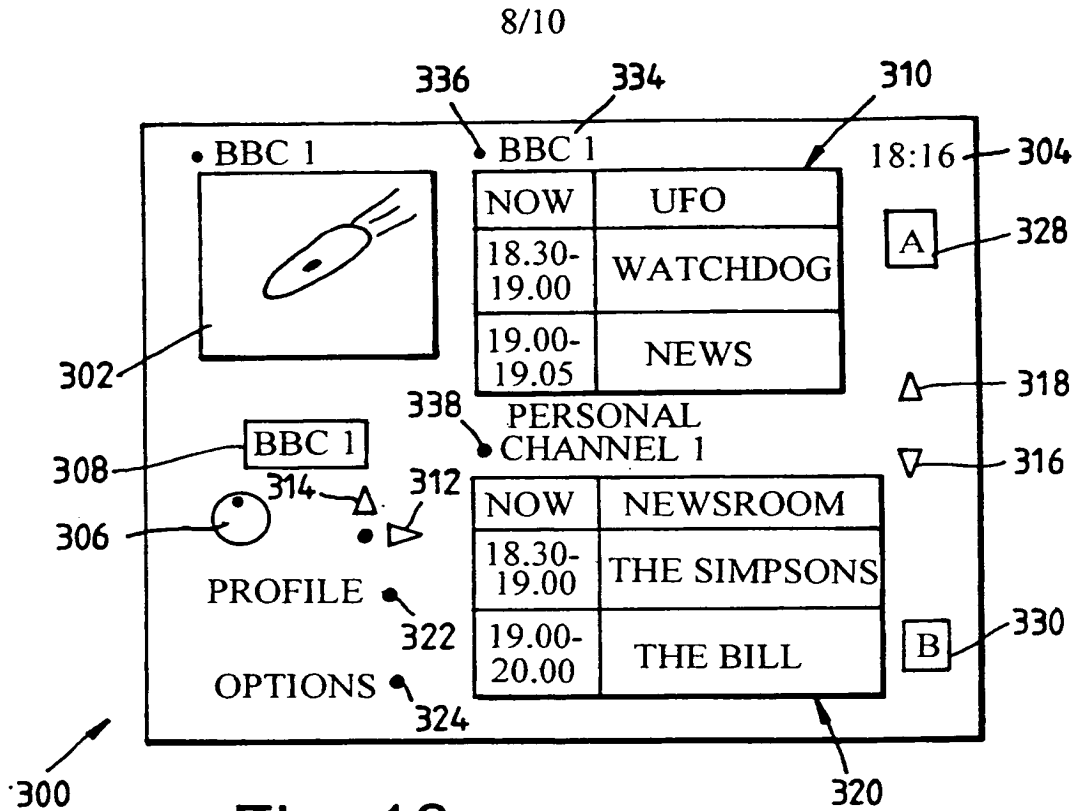 8/10
336
334
310
• BBC 1
• BBC 1
18:16
304
NOW
UFO
A
328
18.30-
19.00
WATCHDOG
302
19.00-
19.05
NEWS
318
338
PERSONAL
• CHANNEL 1
316
308
BBC 1
314
312
306
NOW
NEWSROOM
18.30-
19.00
THE SIMPSONS
PROFILE
322
19.00-
20.00
THE BILL
B
330
OPTIONS
324
300
320